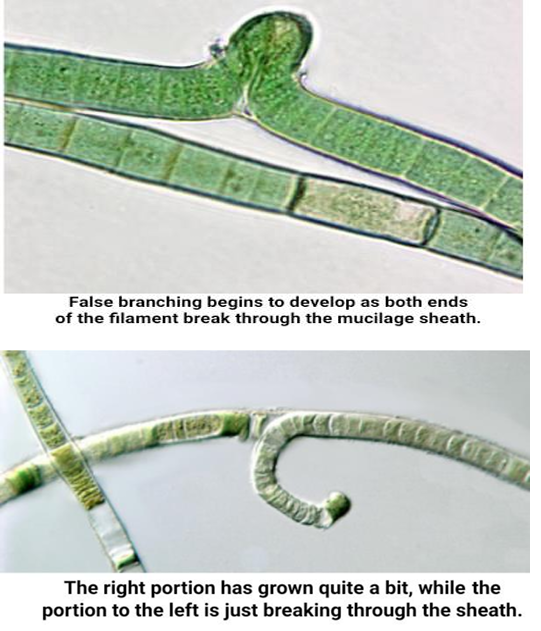 False branching begins to develop as both ends
of the filament break through the mucilage sheath.
The right portion has grown quite a bit, while the
portion to the left is just breaking through the sheath.